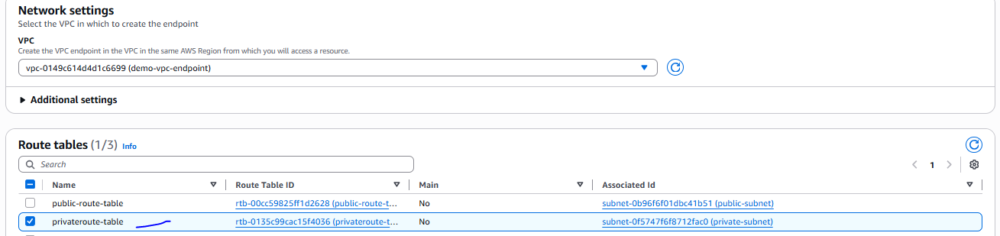 Network settings
Select the VPC in which to create the endpoint
VPC
Create the VPC endpoint in the VPC in the same AWS Region from which you will access a resource.
vpc-0149c614d4d1c6699 (demo-vpc-endpoint)
Additional settings
Route tables (1/3) Info
Search
1
Name Route Table ID Main Associated Id
public-route-table rtb-00cc59825ff1d2628 (public-route-t... No subnet-0b96f6f01dbc41b51 (public-subnet)
privateroute-table rtb-0135c99cac15f4036 (privateroute-t... No subnet-0f5747f6f8712fac0 (private-subnet)